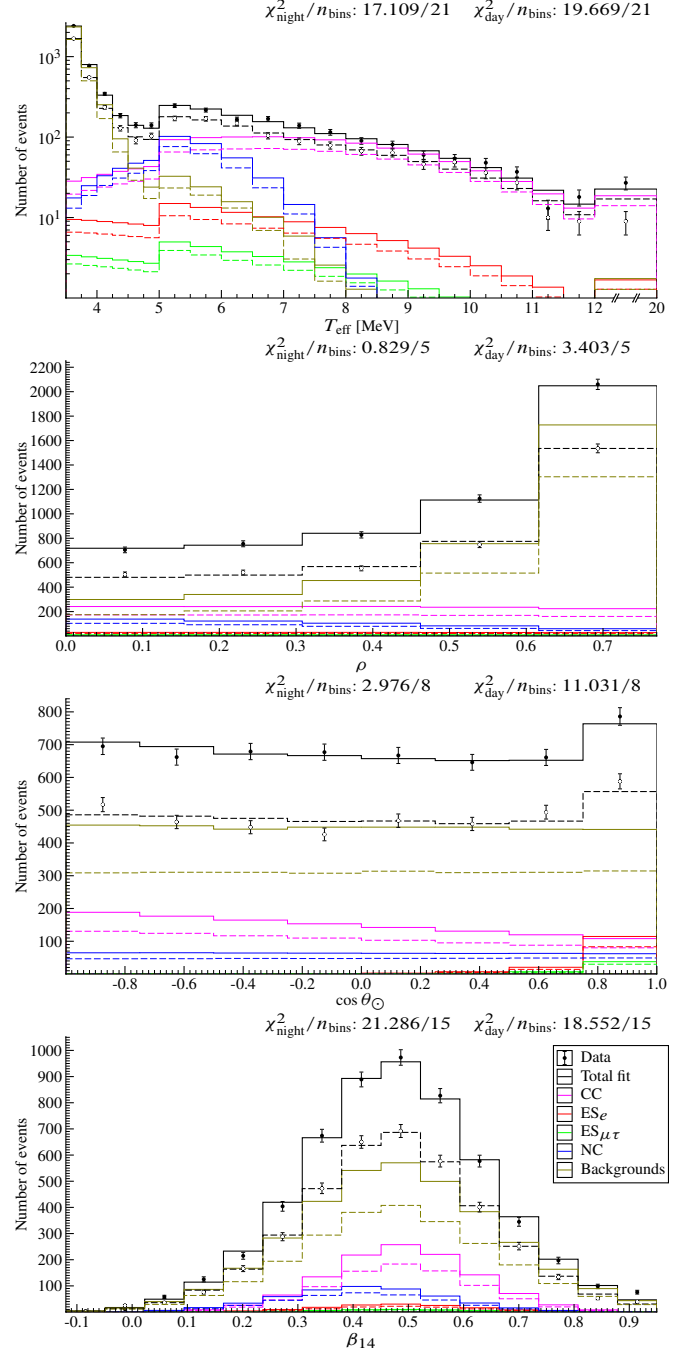 χ²night/nbins: 17.109/21 χ²day/nbins: 19.669/21
10³
10²
10¹
Number of events
4 5 6 7 8 9 10 11 12 20
Teff [MeV]
χ²night/nbins: 0.829/5 χ²day/nbins: 3.403/5
2200
2000
1800
1600
1400
1200
1000
800
600
400
200
Number of events
0.0 0.1 0.2 0.3 0.4 0.5 0.6 0.7
ρ
χ²night/nbins: 2.976/8 χ²day/nbins: 11.031/8
800
700
600
500
400
300
200
100
Number of events
-0.8 -0.6 -0.4 -0.2 0.0 0.2 0.4 0.6 0.8 1.0
cos θ⊙
χ²night/nbins: 21.286/15 χ²day/nbins: 18.552/15
1000
900
800
700
600
500
400
300
200
100
Number of events
Data
Total fit
CC
ESe
ESμτ
NC
Backgrounds
-0.1 0.0 0.1 0.2 0.3 0.4 0.5 0.6 0.7 0.8 0.9
β14